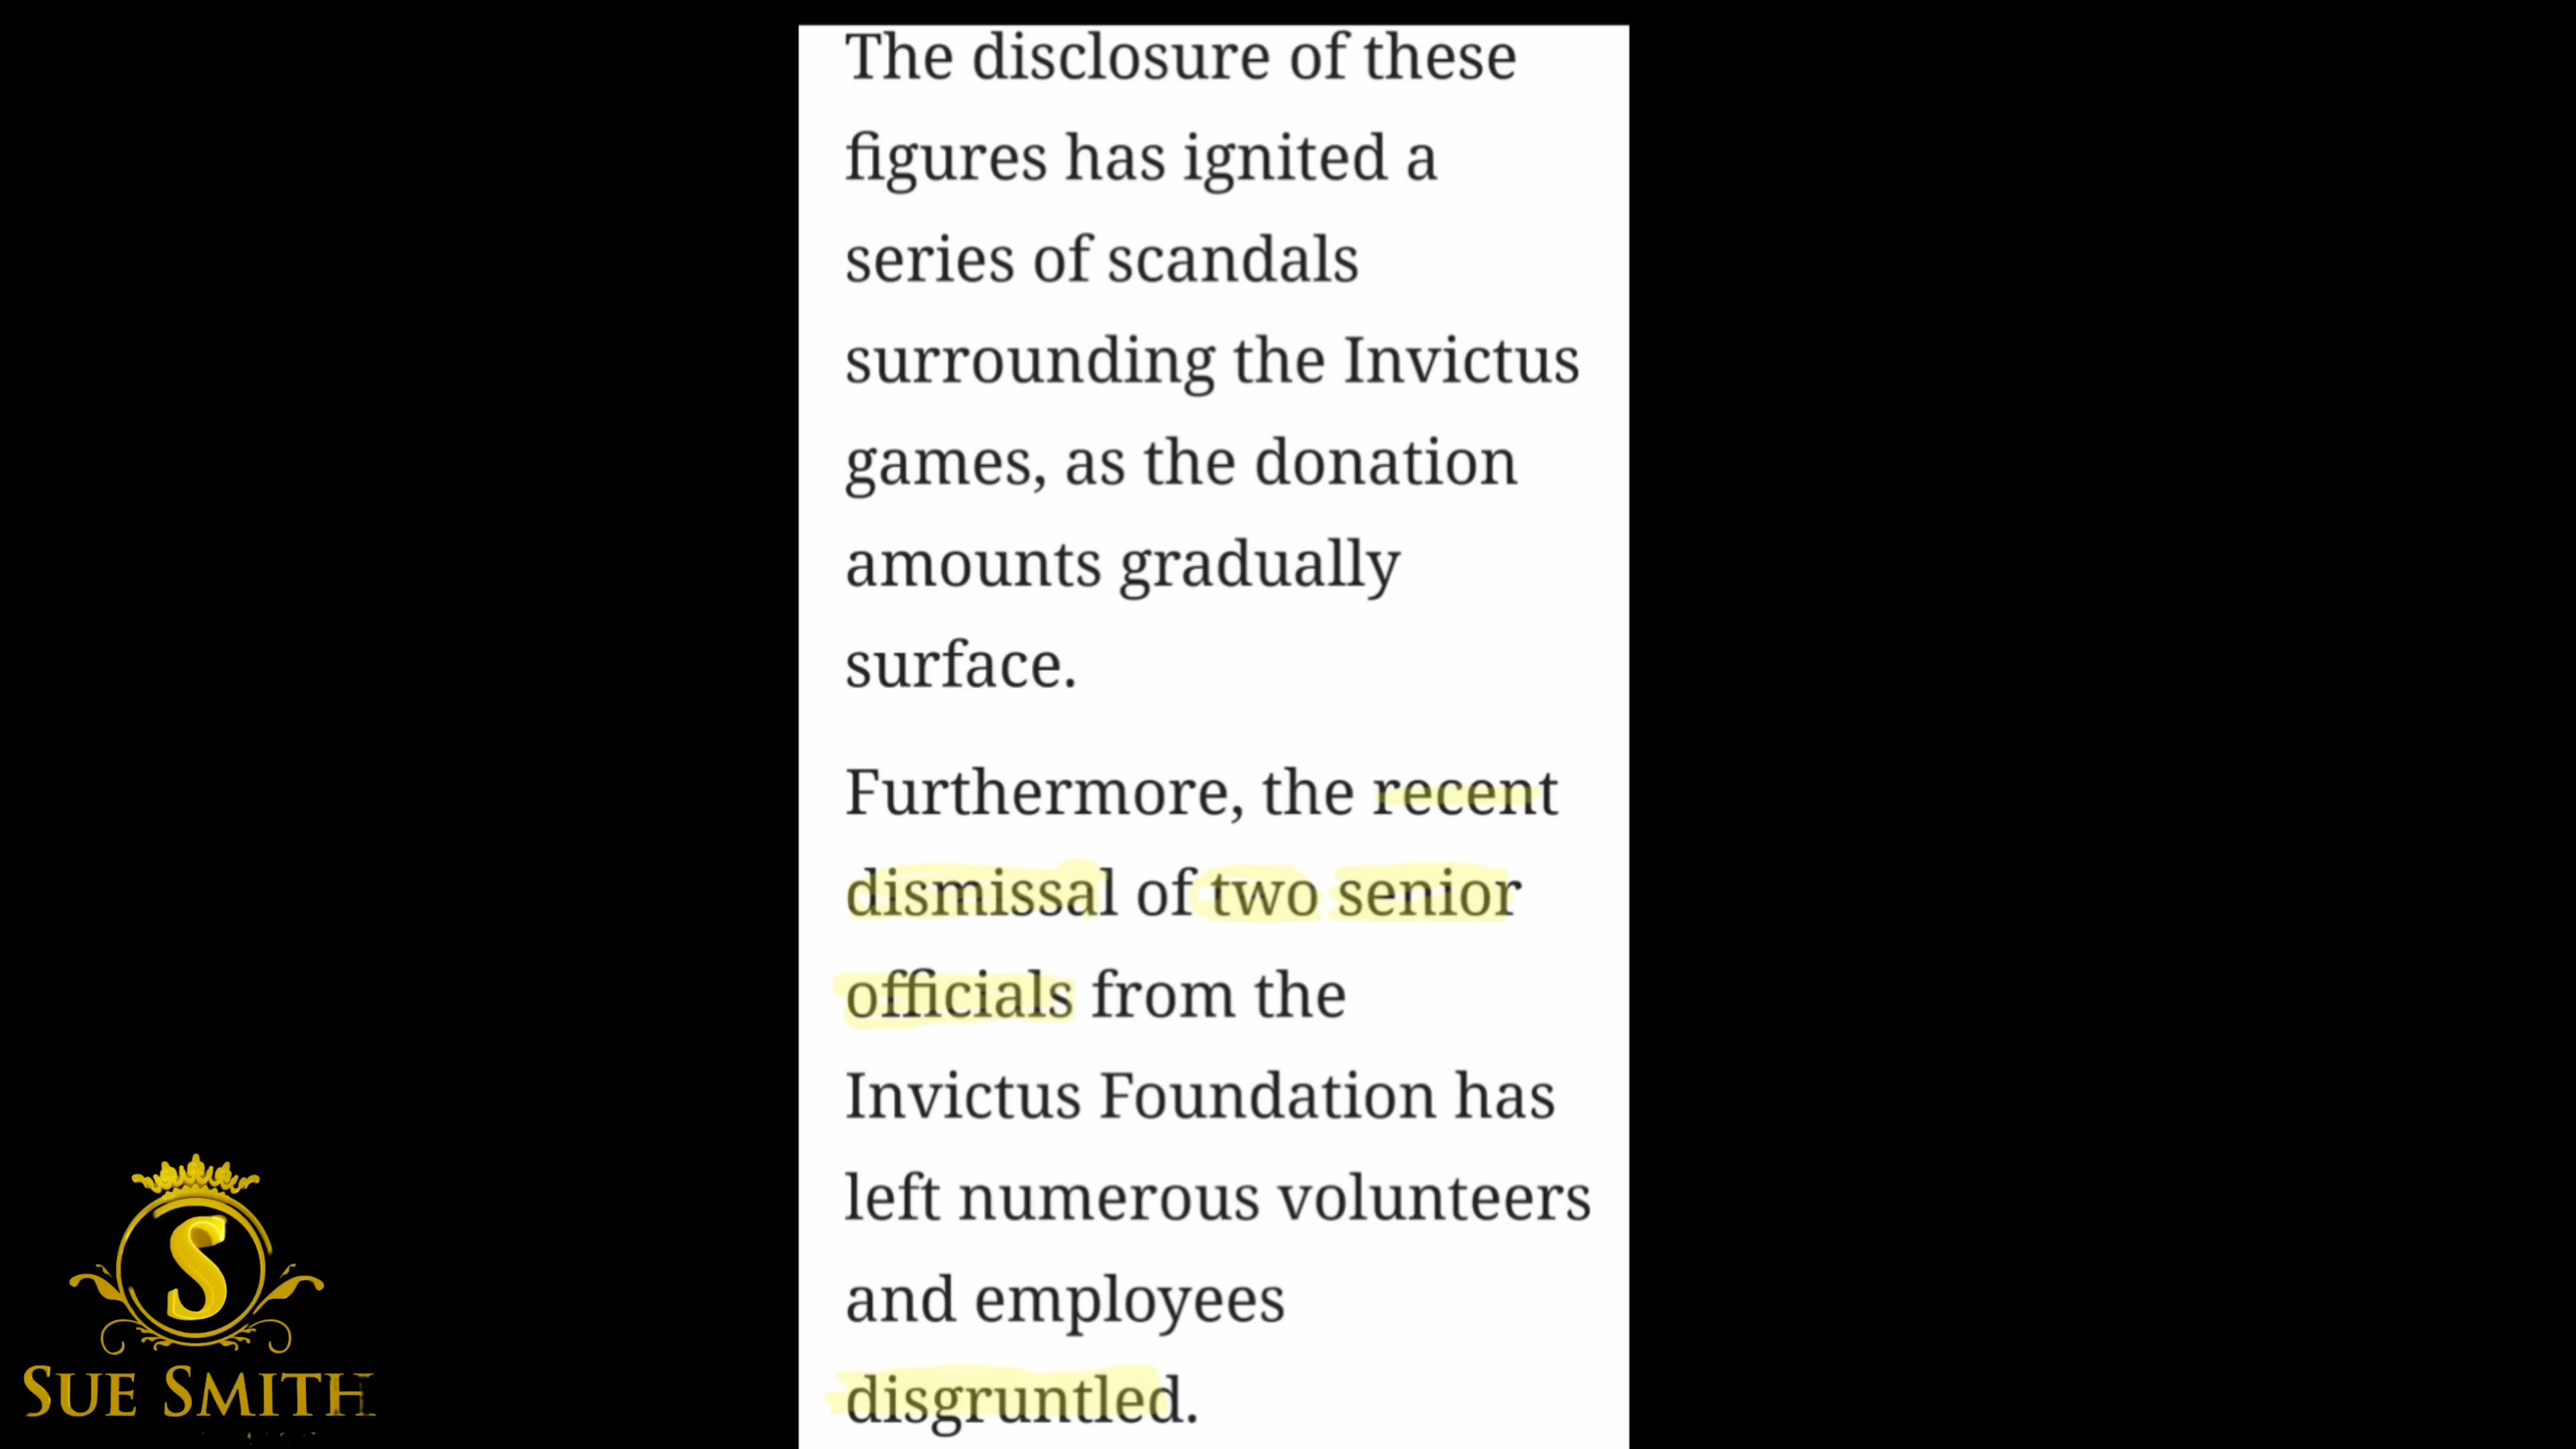 The disclosure of these
figures has ignited a
series of scandals
surrounding the Invictus
games, as the donation
amounts gradually
surface.
Furthermore, the recent
dismissal of two senior
officials from the
Invictus Foundation has
left numerous volunteers
and employees
disgruntled.
S
SUE SMITH